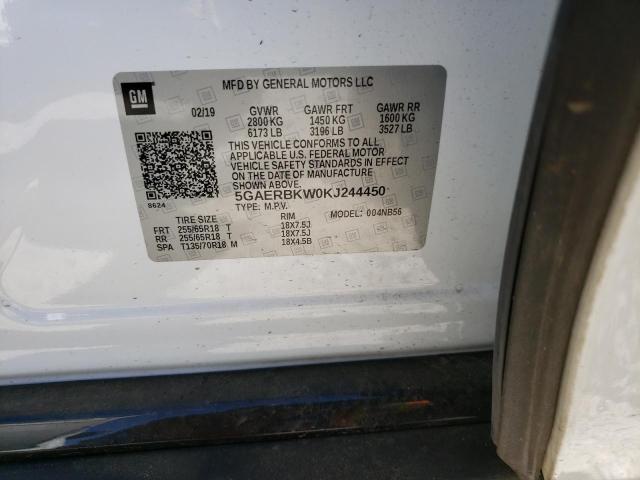 GM
MFD BY GENERAL MOTORS LLC
02/19 GVWR GAWR FRT GAWR RR
2800 KG 1450 KG 1600 KG
6173 LB 3196 LB 3527 LB
THIS VEHICLE CONFORMS TO ALL
APPLICABLE U.S. FEDERAL MOTOR
VEHICLE SAFETY STANDARDS IN EFFECT
ON THE DATE OF MANUFACTURE
SHOWN ABOVE.
8624 5GAERBKW0KJ244450
TYPE: M.P.V. MODEL: 004NB56
TIRE SIZE RIM
FRT 255/65R18 T 18X7.5J
RR 255/65R18 T 18X7.5J
SPA T135/70R18 M 18X4.5B